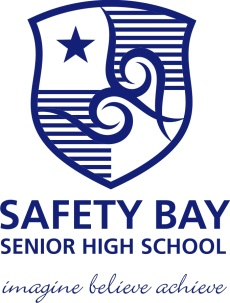 SAFETY BAY
SENIOR HIGH SCHOOL
imagine believe achieve